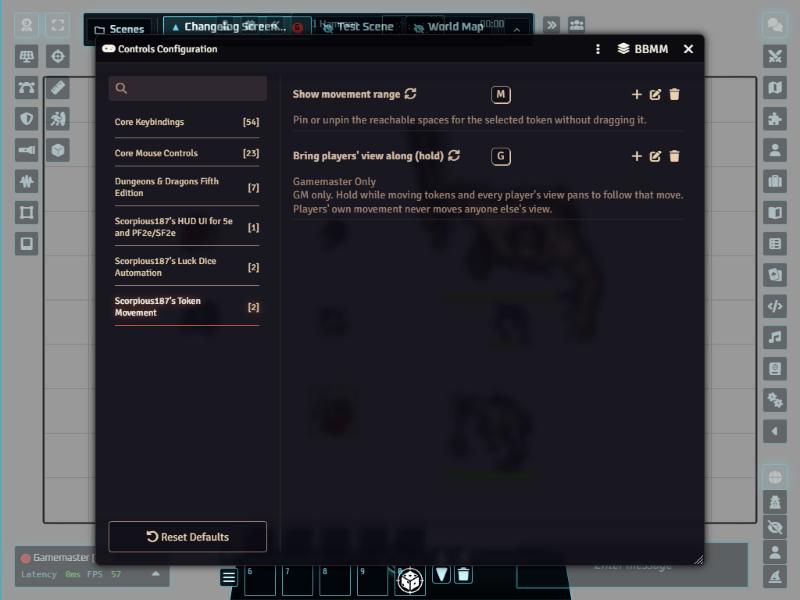 Scenes
Changelog Screen...
G
Test Scene
World Map
00:00
Controls Configuration
BBMM
Core Keybindings [54]
Core Mouse Controls [23]
Dungeons & Dragons Fifth
Edition [7]
Scorpious187's HUD UI for 5e
and PF2e/SF2e [1]
Scorpious187's Luck Dice
Automation [2]
Scorpious187's Token
Movement [2]
Reset Defaults
Show movement range M
Pin or unpin the reachable spaces for the selected token without dragging it.
Bring players' view along (hold) G
Gamemaster Only
GM only. Hold while moving tokens and every player's view pans to follow that move.
Players' own movement never moves anyone else's view.
Gamemaster [
Latency 0ms FPS 57
6
7
8
9
Enter message